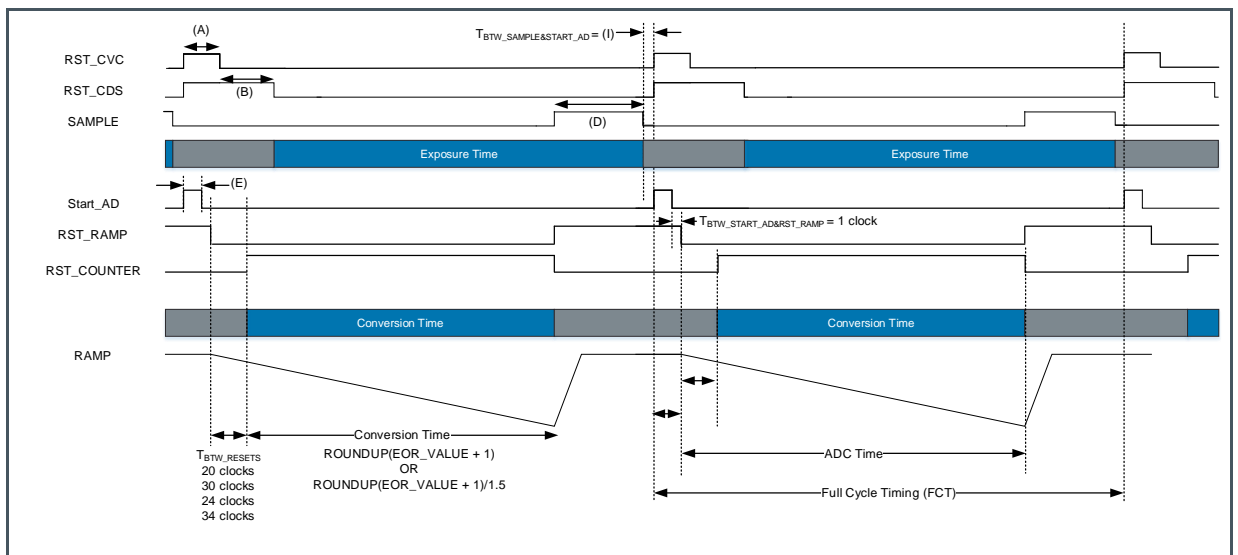 (A)
T_BTW_SAMPLE&START_AD = (I)
RST_CVC
RST_CDS
(B)
SAMPLE
(D)
Exposure Time
Exposure Time
(E)
Start_AD
T_BTW_START_AD&RST_RAMP = 1 clock
RST_RAMP
RST_COUNTER
Conversion Time
Conversion Time
RAMP
T_BTW_RESETS
20 clocks
30 clocks
24 clocks
34 clocks
Conversion Time
ROUNDUP(EOR_VALUE + 1)
OR
ROUNDUP(EOR_VALUE + 1)/1.5
ADC Time
Full Cycle Timing (FCT)